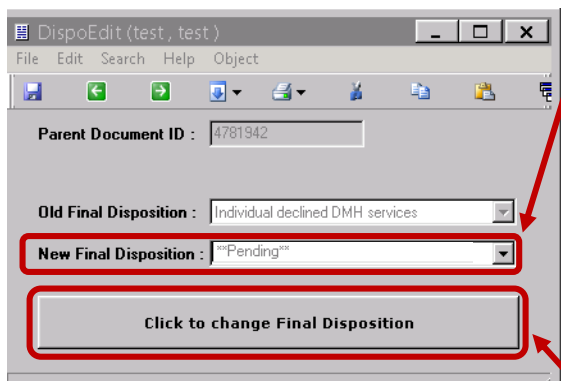 DispoEdit (test , test )
File Edit Search Help Object
Parent Document ID : 4781942
Old Final Disposition : Individual declined DMH services
New Final Disposition : **Pending**
Click to change Final Disposition